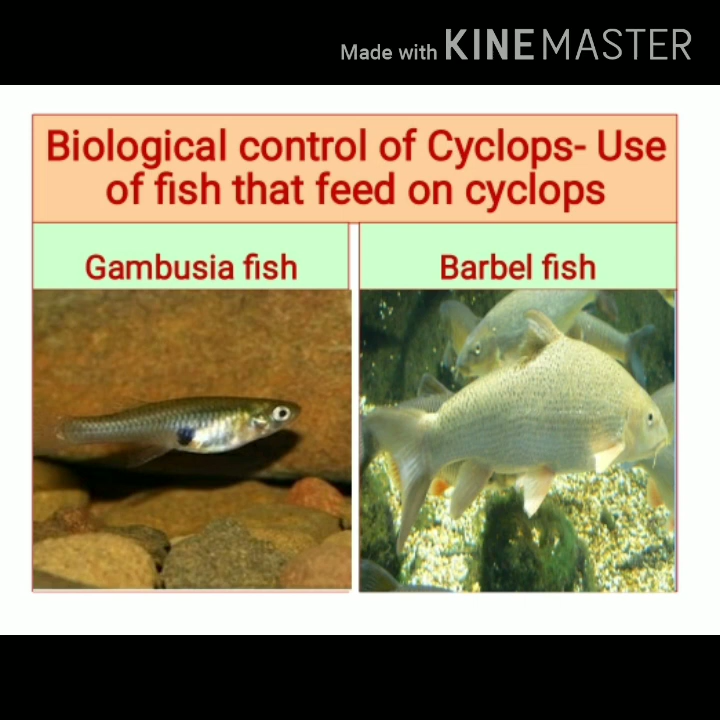 Made with KINEMASTER
Biological control of Cyclops- Use
of fish that feed on cyclops
Gambusia fish
Barbel fish